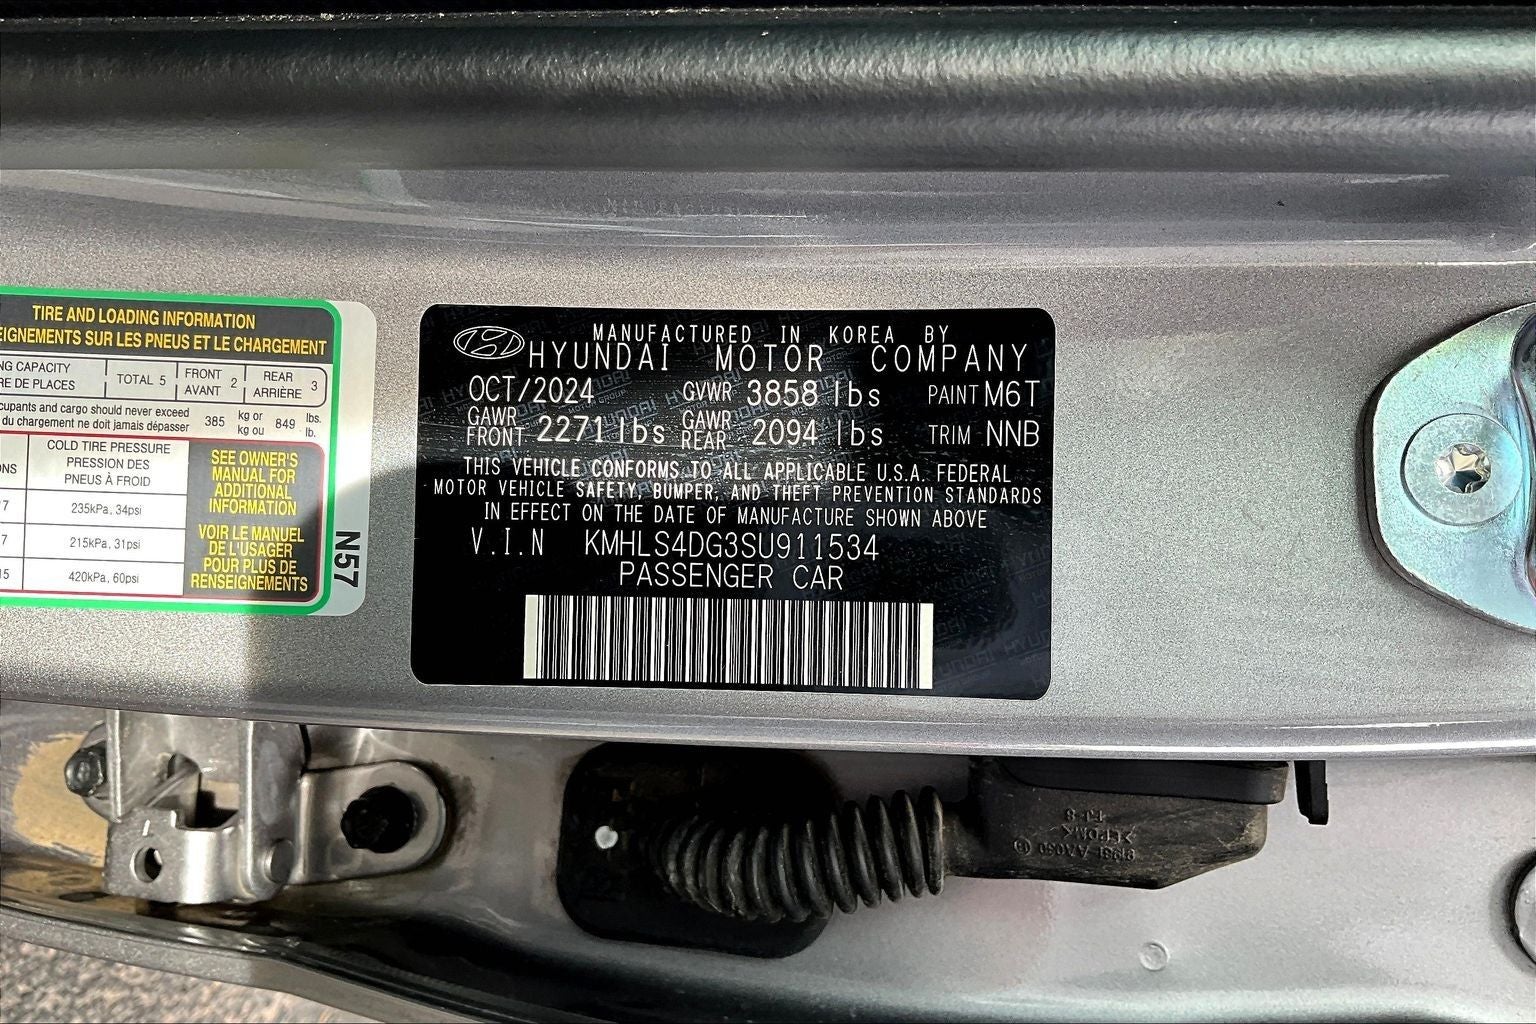 TIRE AND LOADING INFORMATION
EIGNEMENTS SUR LES PNEUS ET LE CHARGEMENT
NG CAPACITY
RE DE PLACES
TOTAL 5
FRONT
AVANT 2
REAR
ARRIÈRE 3
cupants and cargo should never exceed
du chargement ne doit jamais dépasser
385 kg or
kg ou
849 lbs.
lb.
ONS
COLD TIRE PRESSURE
PRESSION DES
PNEUS À FROID
7 235kPa, 34psi
7 215kPa, 31psi
15 420kPa, 60psi
SEE OWNER'S
MANUAL FOR
ADDITIONAL
INFORMATION
VOIR LE MANUEL
DE L'USAGER
POUR PLUS DE
RENSEIGNEMENTS
N57
MANUFACTURED IN KOREA BY
HYUNDAI MOTOR COMPANY
OCT/2024 GVWR 3858 lbs PAINT M6T
GAWR FRONT 2271 lbs GAWR REAR 2094 lbs TRIM NNB
THIS VEHICLE CONFORMS TO ALL APPLICABLE U.S.A. FEDERAL
MOTOR VEHICLE SAFETY, BUMPER, AND THEFT PREVENTION STANDARDS
IN EFFECT ON THE DATE OF MANUFACTURE SHOWN ABOVE
V.I.N KMHLS4DG3SU911534
PASSENGER CAR
>EPDM<